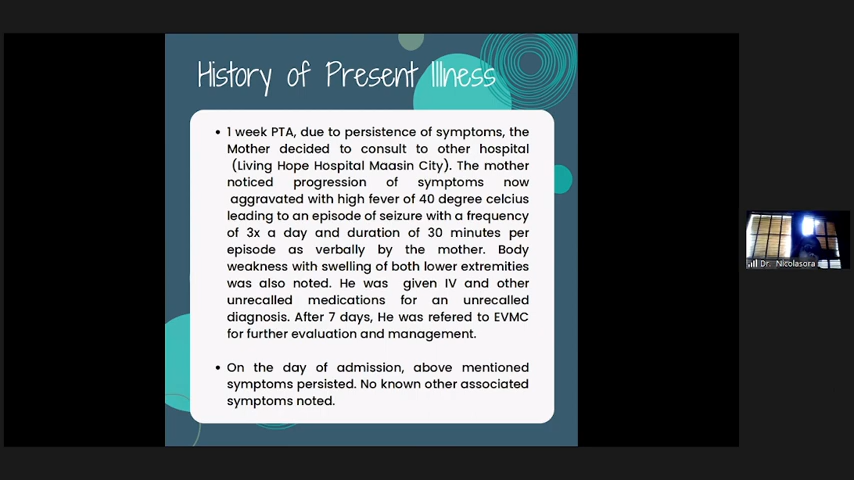 History of Present Illness
• 1 week PTA, due to persistence of symptoms, the
Mother decided to consult to other hospital
(Living Hope Hospital Maasin City). The mother
noticed progression of symptoms now
aggravated with high fever of 40 degree celcius
leading to an episode of seizure with a frequency
of 3x a day and duration of 30 minutes per
episode as verbally by the mother. Body
weakness with swelling of both lower extremities
was also noted. He was given IV and other
unrecalled medications for an unrecalled
diagnosis. After 7 days, He was refered to EVMC
for further evaluation and management.
• On the day of admission, above mentioned
symptoms persisted. No known other associated
symptoms noted.
Dr. Nicolasora